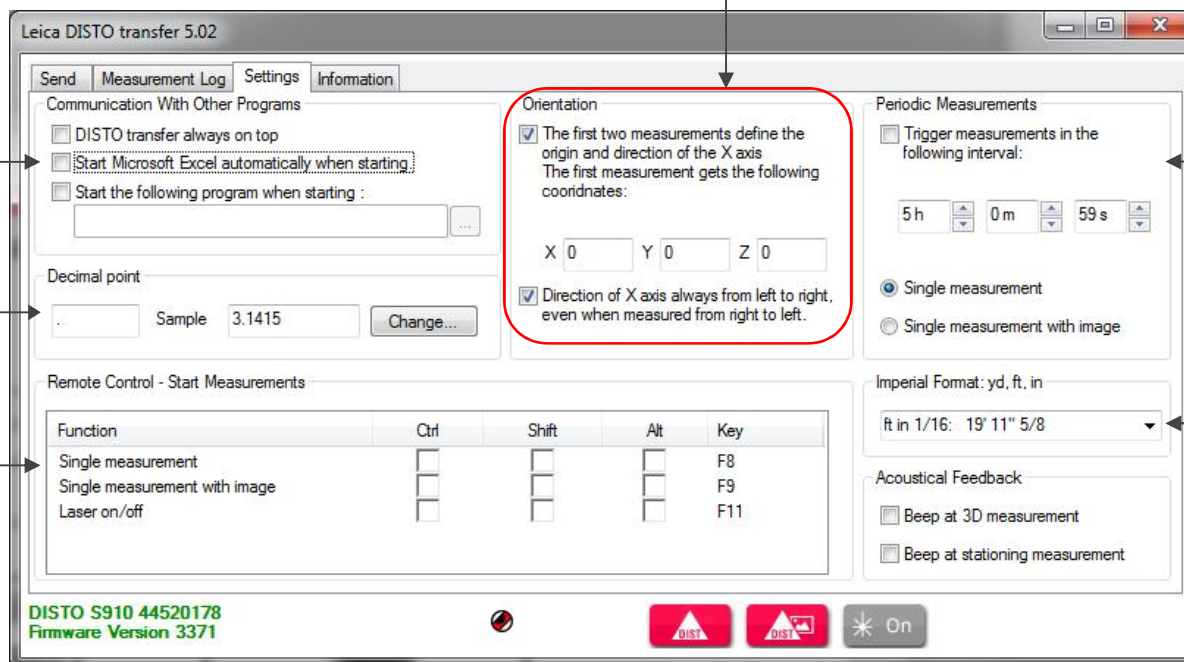 Leica DISTO transfer 5.02
Send Measurement Log Settings Information
Communication With Other Programs
DISTO transfer always on top
Start Microsoft Excel automatically when starting.
Start the following program when starting :
...
Decimal point
. Sample 3.1415 Change...
Orientation
The first two measurements define the
origin and direction of the X axis
The first measurement gets the following
cooridnates:
X 0 Y 0 Z 0
Direction of X axis always from left to right,
even when measured from right to left.
Periodic Measurements
Trigger measurements in the
following interval:
5 h 0 m 59 s
Single measurement
Single measurement with image
Remote Control - Start Measurements
Function Ctrl Shift Alt Key
Single measurement F8
Single measurement with image F9
Laser on/off F11
Imperial Format: yd, ft, in
ft in 1/16: 19' 11" 5/8
Acoustical Feedback
Beep at 3D measurement
Beep at stationing measurement
DISTO S910 44520178
Firmware Version 3371
DIST DIST On